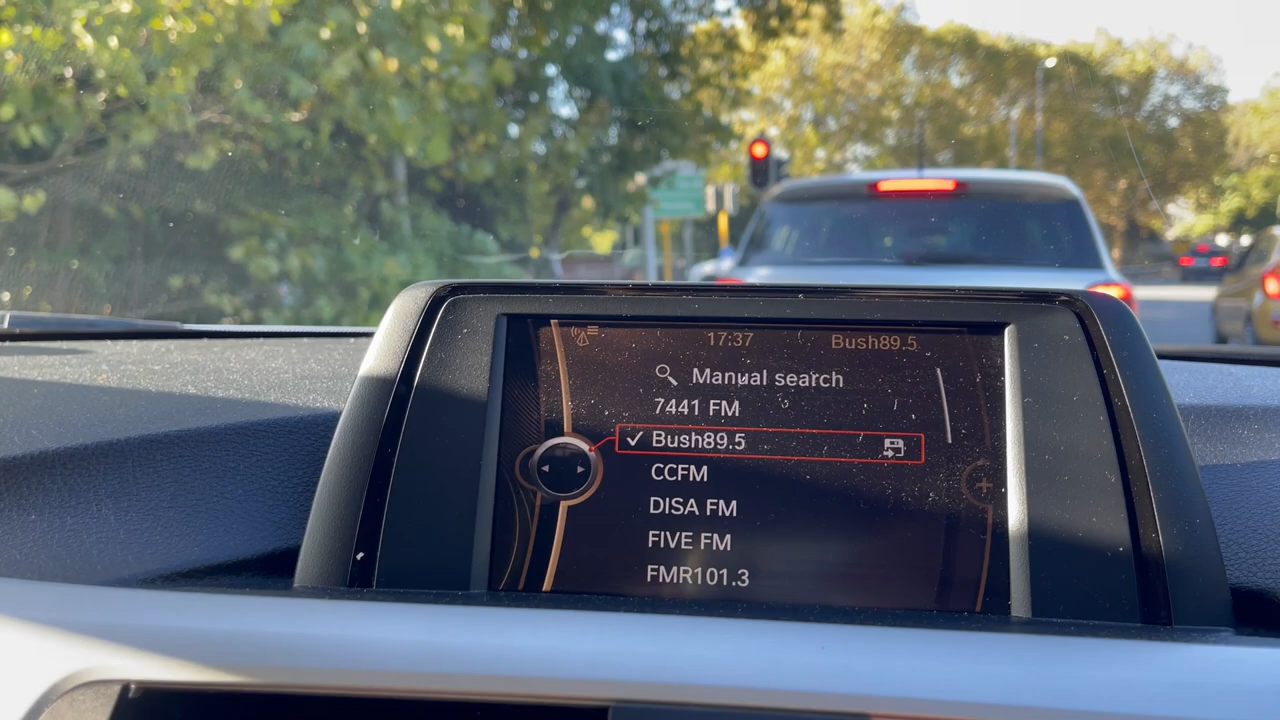 17:37 Bush89.5
Manual search
7441 FM
Bush89.5
CCFM
DISA FM
FIVE FM
FMR101.3